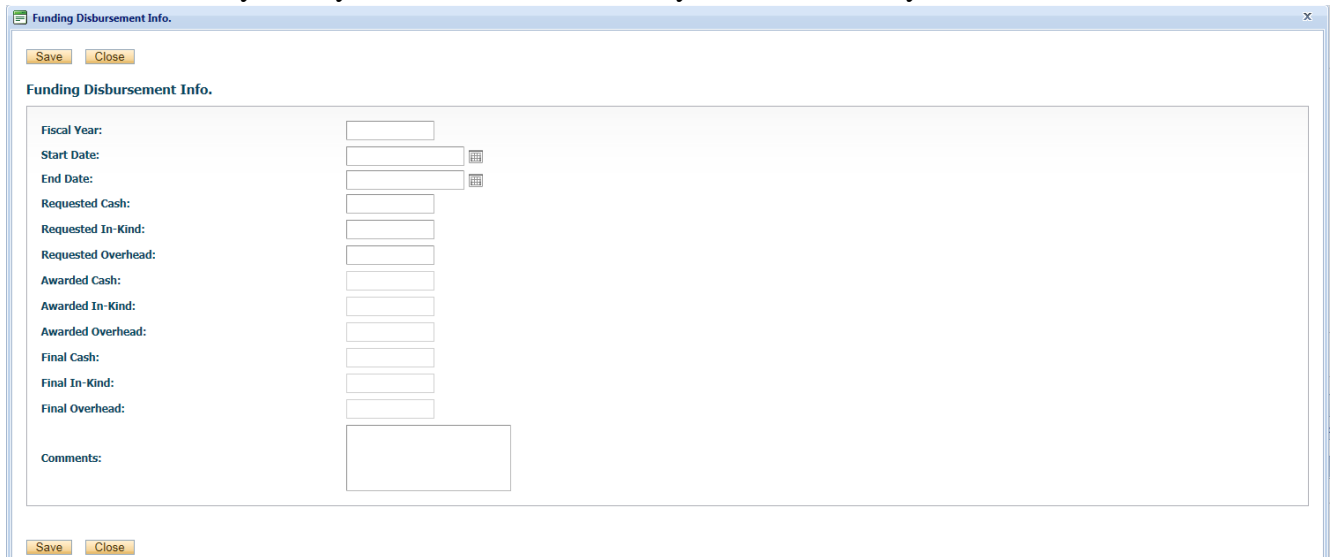 Funding Disbursement Info. x
Save Close
Funding Disbursement Info.
Fiscal Year:
Start Date:
End Date:
Requested Cash:
Requested In-Kind:
Requested Overhead:
Awarded Cash:
Awarded In-Kind:
Awarded Overhead:
Final Cash:
Final In-Kind:
Final Overhead:
Comments:
Save Close